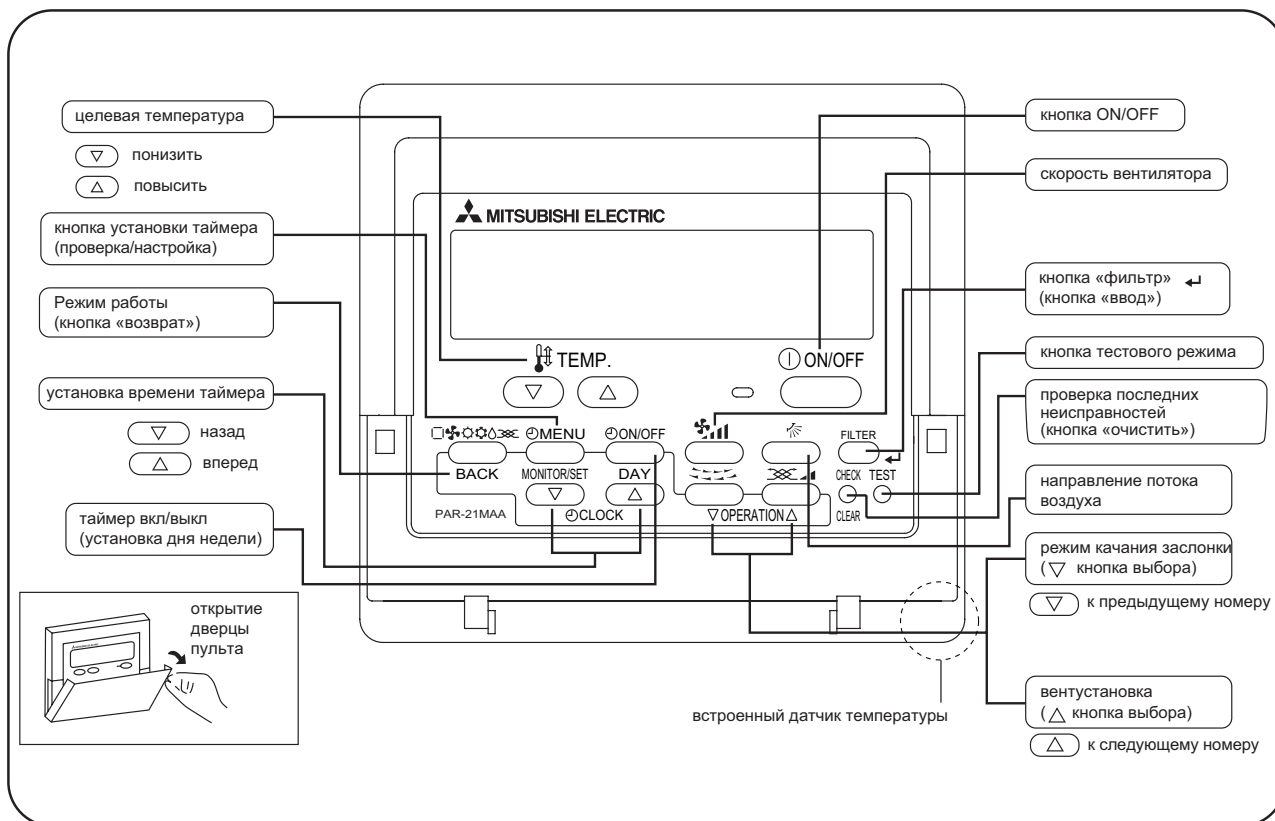 целевая температура
▽ понизить
△ повысить
кнопка установки таймера
(проверка/настройка)
Режим работы
(кнопка «возврат»)
установка времени таймера
▽ назад
△ вперед
таймер вкл/выкл
(установка дня недели)
открытие
дверцы
пульта
MITSUBISHI ELECTRIC
TEMP.
ON/OFF
▽ △
MENU
ON/OFF
FILTER
BACK
MONITOR/SET
DAY
CHECK TEST
▽ △
PAR-21MAA
CLOCK
▽ OPERATION △
CLEAR
кнопка ON/OFF
скорость вентилятора
кнопка «фильтр» ↵
(кнопка «ввод»)
кнопка тестового режима
проверка последних
неисправностей
(кнопка «очистить»)
направление потока
воздуха
режим качания заслонки
(▽ кнопка выбора)
▽ к предыдущему номеру
вентустановка
(△ кнопка выбора)
△ к следующему номеру
встроенный датчик температуры